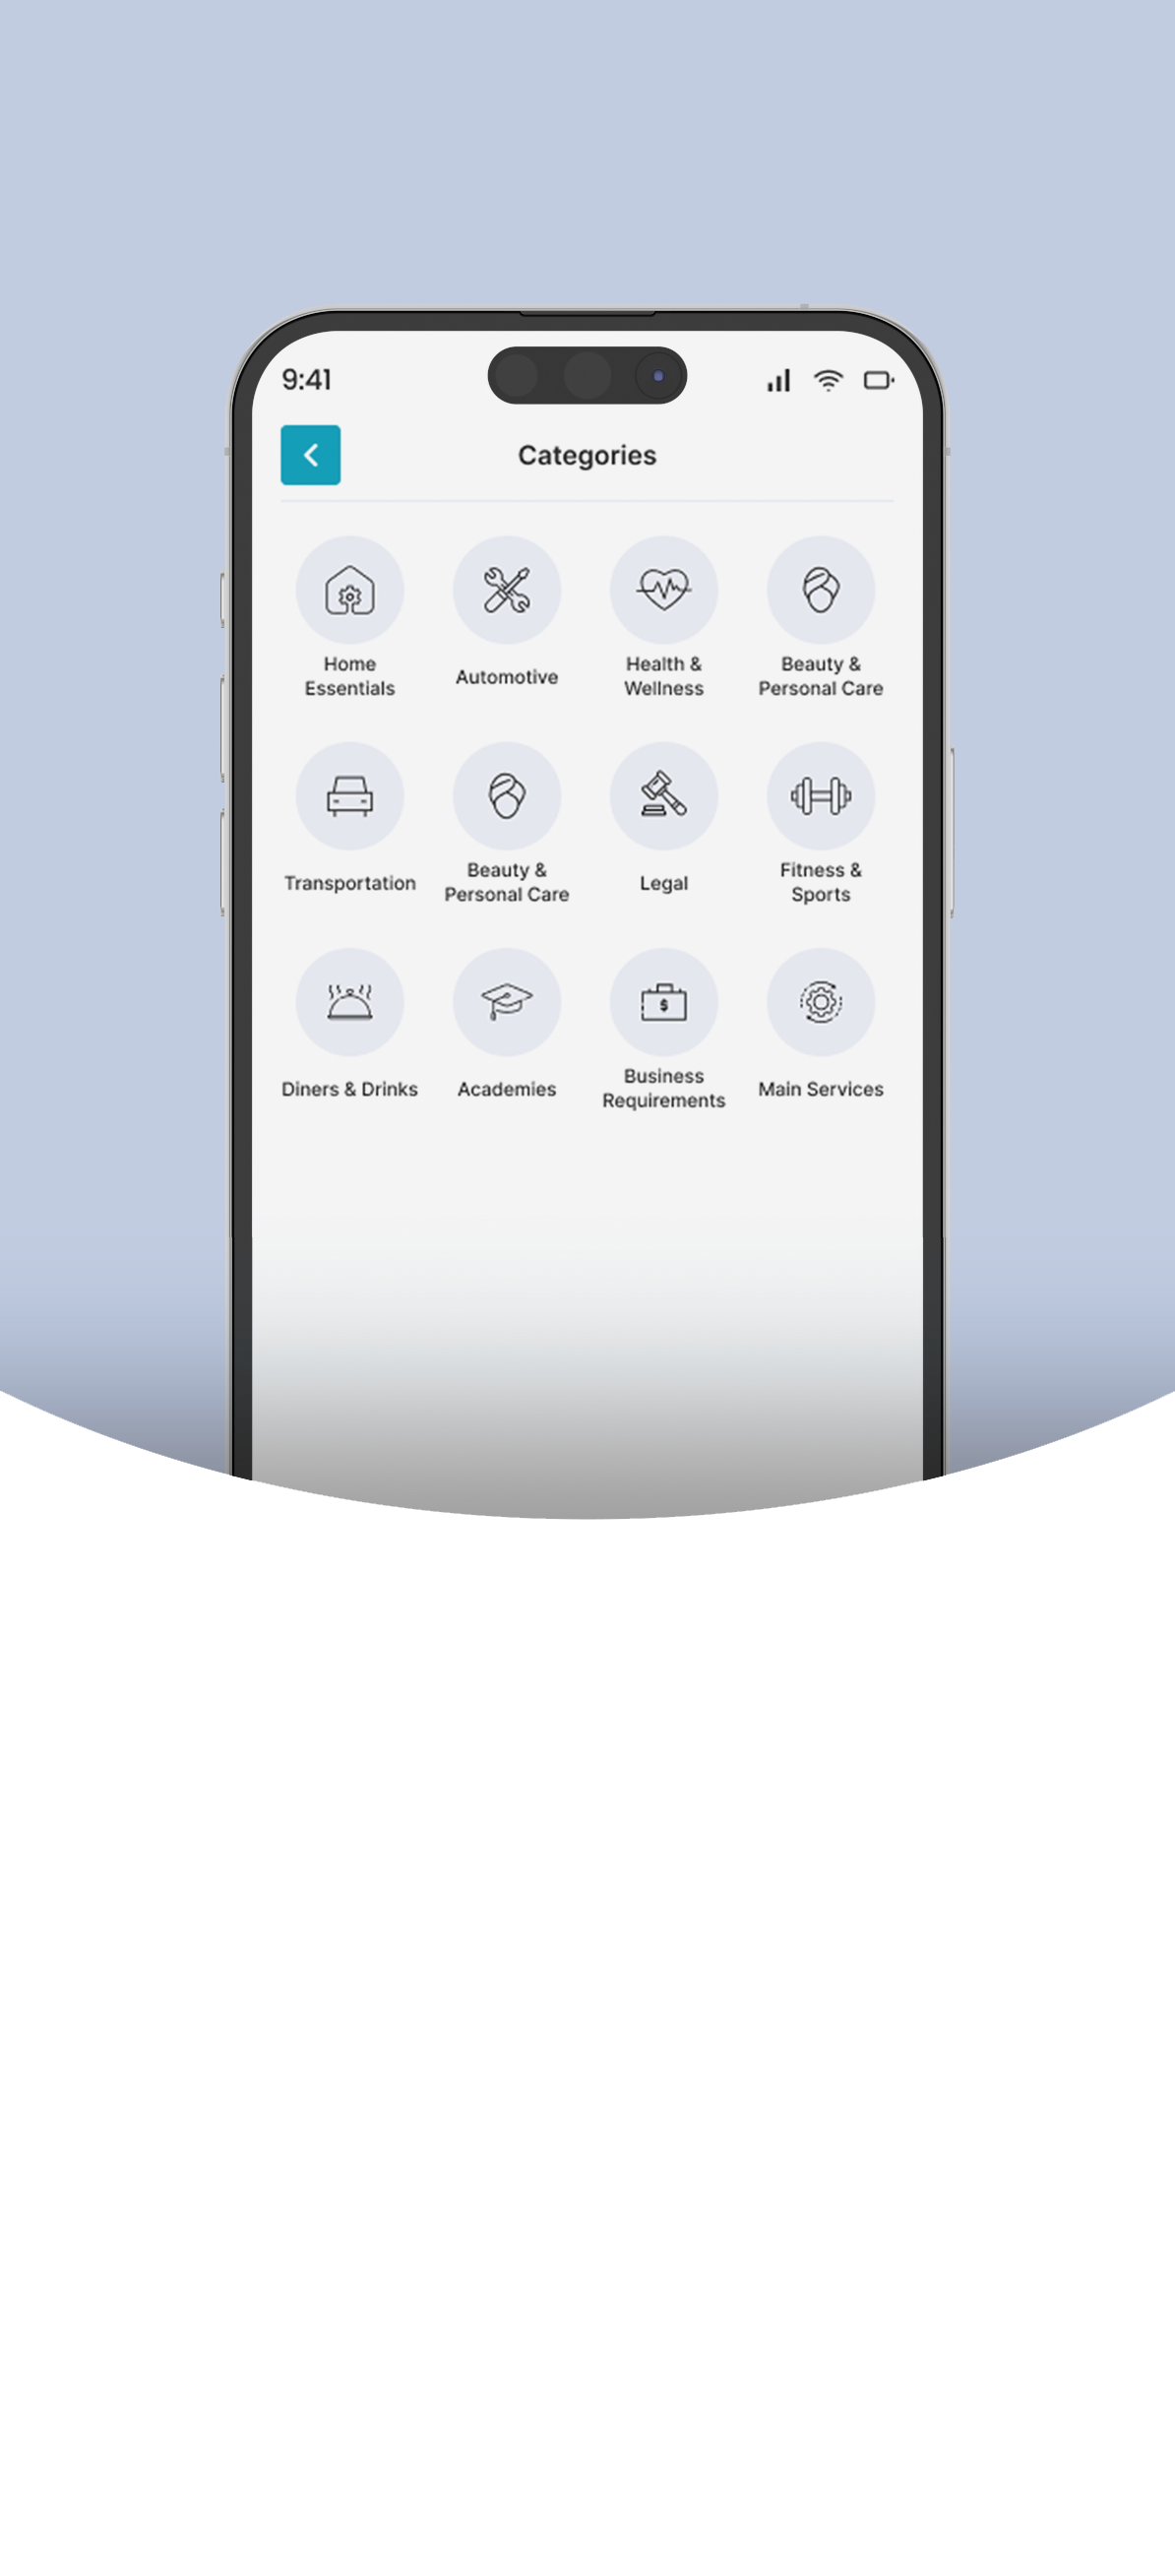 9:41
Categories
Home
Essentials
Automotive
Health &
Wellness
Beauty &
Personal Care
Transportation
Beauty &
Personal Care
Legal
Fitness &
Sports
Diners & Drinks
Academies
$
Business
Requirements
Main Services